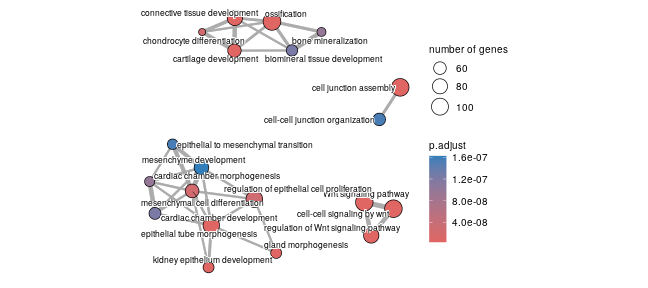 connective tissue development
ossification
chondrocyte differentiation
bone mineralization
cartilage development
biomineral tissue development
number of genes
60
80
100
cell junction assembly
cell-cell junction organization
epithelial to mesenchymal transition
mesenchyme development
cardiac chamber morphogenesis
regulation of epithelial cell proliferation
Wnt signaling pathway
mesenchymal cell differentiation
cell-cell signaling by wnt
cardiac chamber development
regulation of Wnt signaling pathway
epithelial tube morphogenesis
gland morphogenesis
kidney epithelium development
p.adjust
1.6e-07
1.2e-07
8.0e-08
4.0e-08